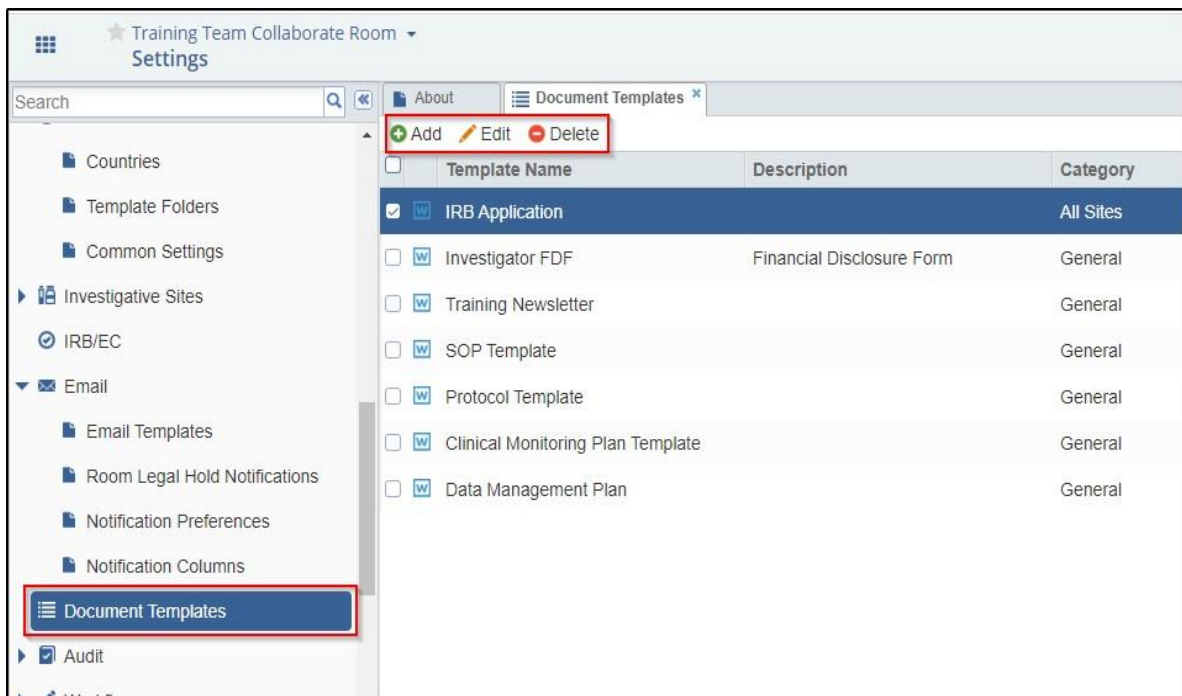 Training Team Collaborate Room
Settings
Search
About
Document Templates
Add Edit Delete
Template Name Description Category
Countries
Template Folders
Common Settings
Investigative Sites
IRB/EC
Email
Email Templates
Room Legal Hold Notifications
Notification Preferences
Notification Columns
Document Templates
Audit
IRB Application All Sites
Investigator FDF Financial Disclosure Form General
Training Newsletter General
SOP Template General
Protocol Template General
Clinical Monitoring Plan Template General
Data Management Plan General